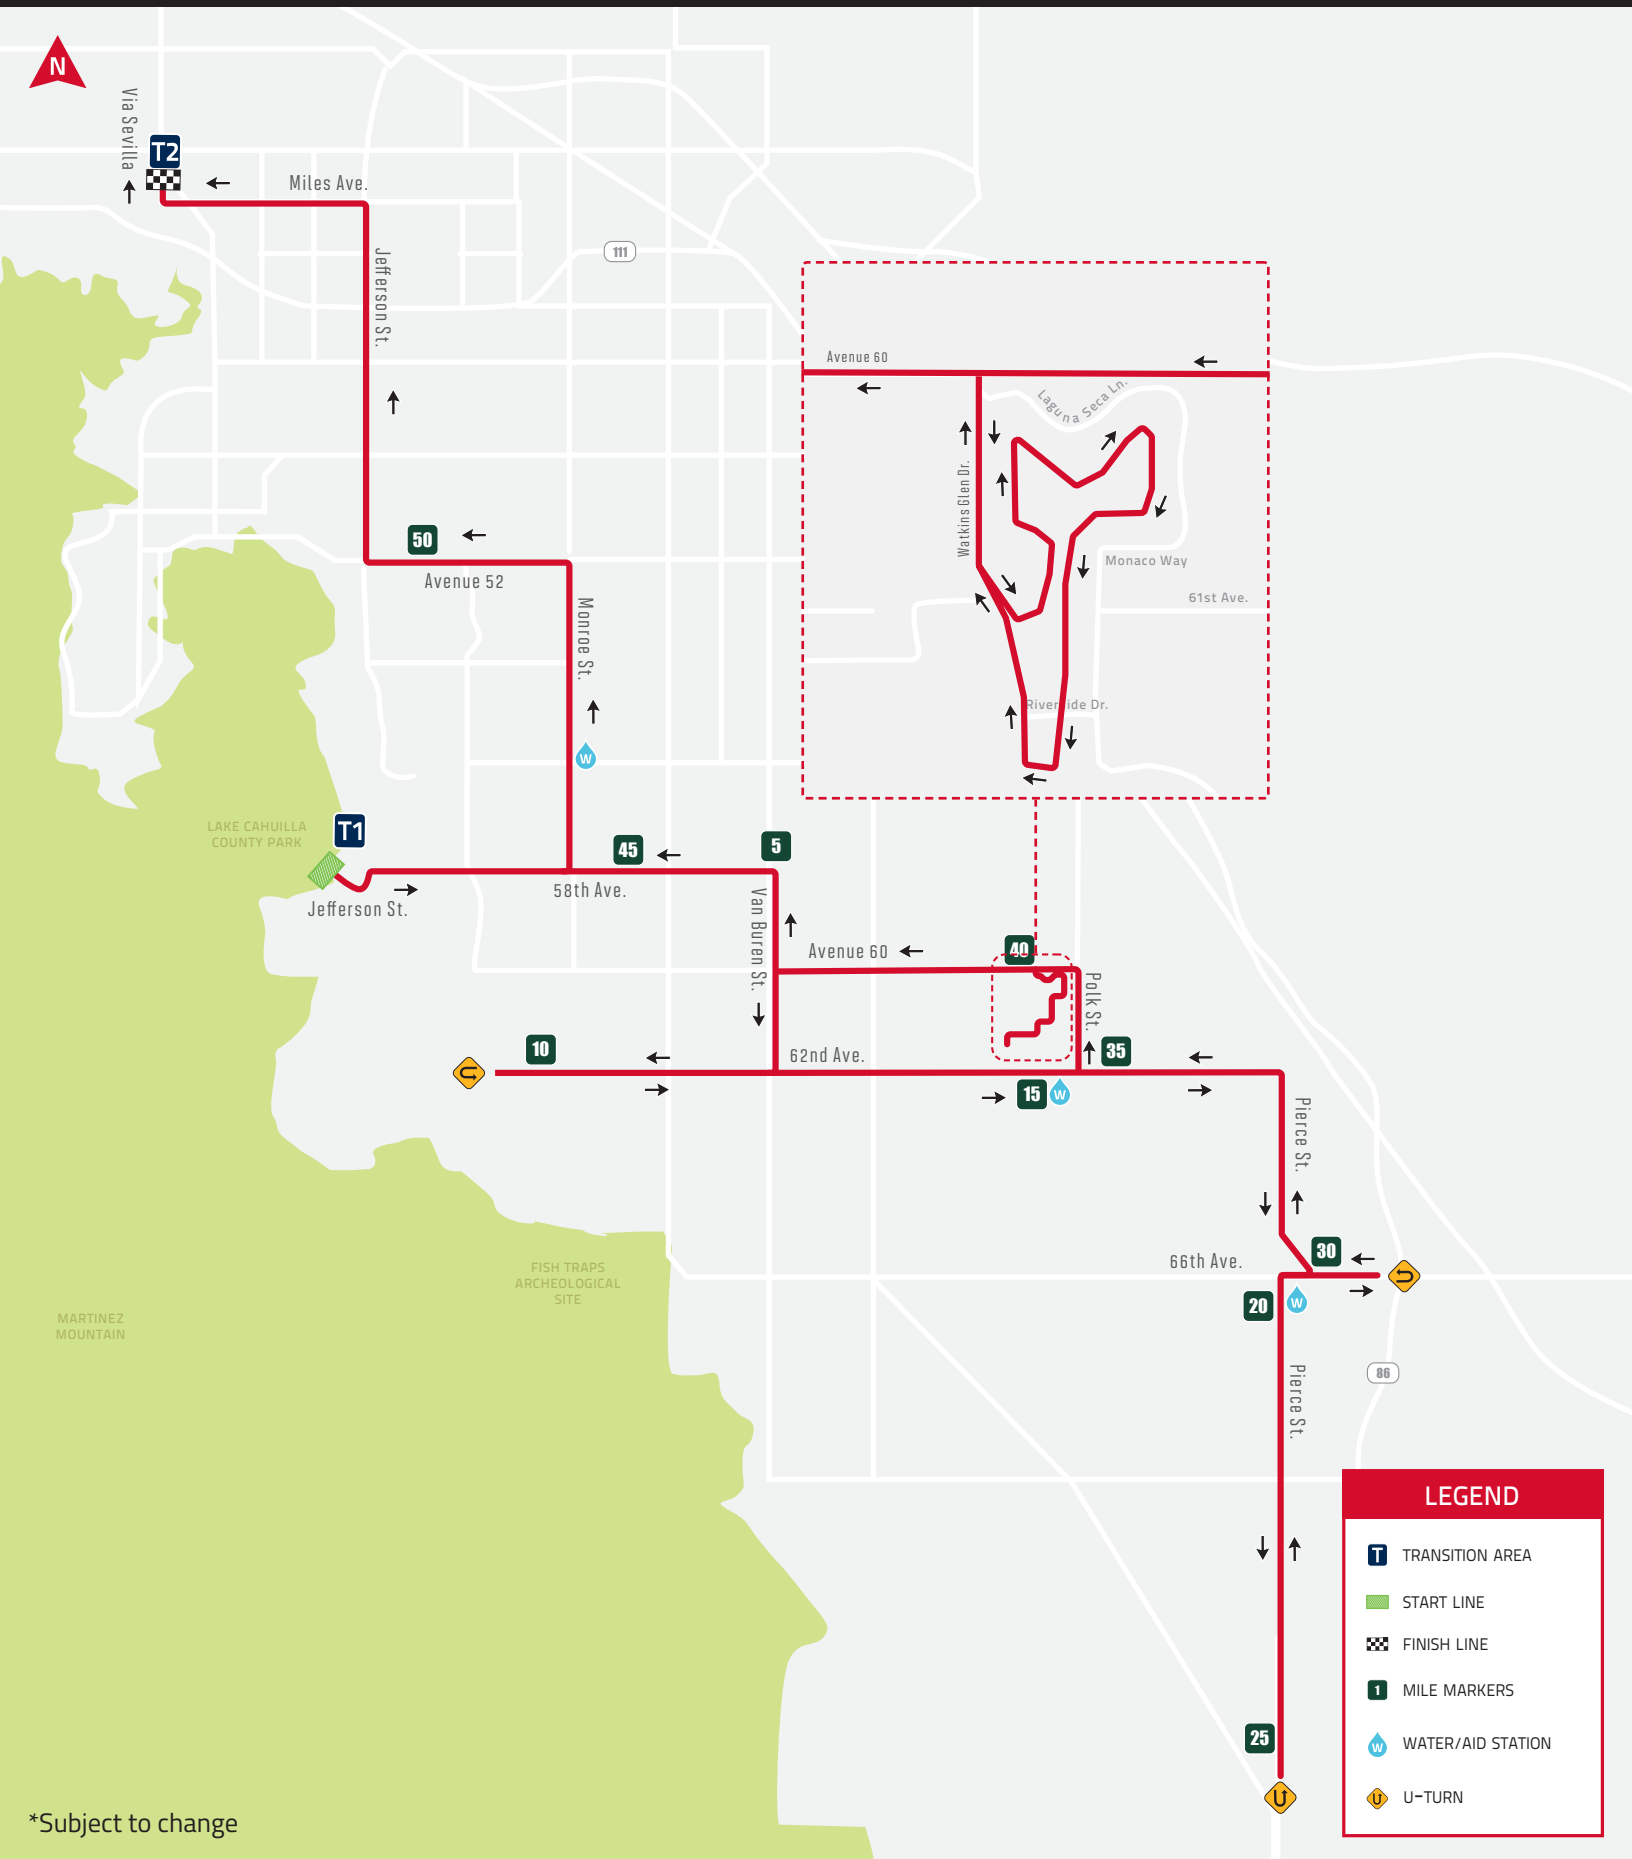 N
Via Sevilla
T2
Miles Ave.
Jefferson St.
111
Avenue 60
Laguna Seca Ln.
Watkins Glen Dr.
Monaco Way
61st Ave.
Riverside Dr.
50
Avenue 52
Monroe St.
W
LAKE CAHUILLA
COUNTY PARK
T1
45
5
58th Ave.
Jefferson St.
Van Buren St.
Avenue 60
40
Polk St.
10
62nd Ave.
35
15
W
Pierce St.
66th Ave.
30
20
W
FISH TRAPS
ARCHEOLOGICAL
SITE
MARTINEZ
MOUNTAIN
86
Pierce St.
25
LEGEND
T TRANSITION AREA
START LINE
FINISH LINE
1 MILE MARKERS
W WATER/AID STATION
U-TURN
*Subject to change